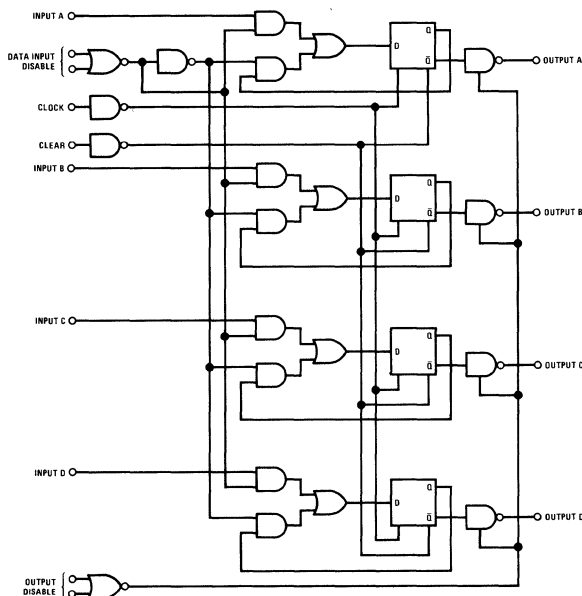 INPUT A
Q
DATA INPUT
DISABLE
D
Q̅
OUTPUT A
CLOCK
CLEAR
INPUT B
Q
D
Q̅
OUTPUT B
INPUT C
Q
D
Q̅
OUTPUT C
INPUT D
Q
D
Q̅
OUTPUT D
OUTPUT
DISABLE